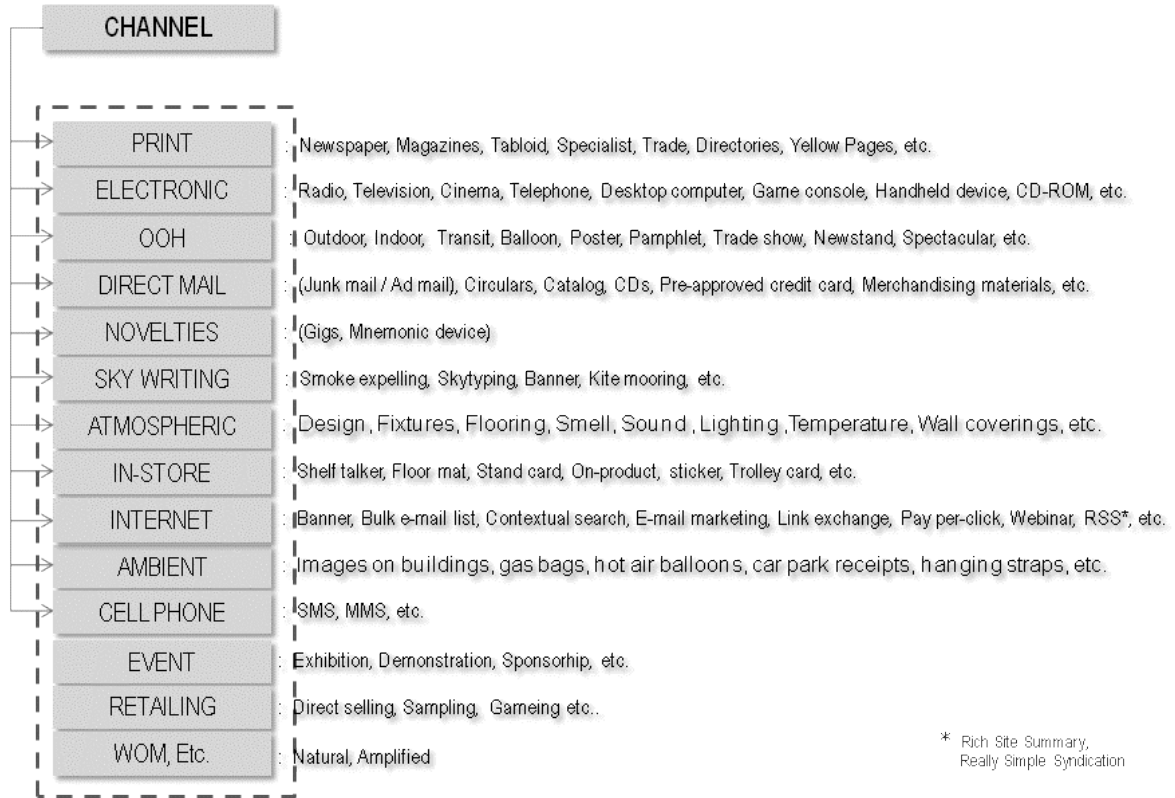 CHANNEL
PRINT : Newspaper, Magazines, Tabloid, Specialist, Trade, Directories, Yellow Pages, etc.
ELECTRONIC : Radio, Television, Cinema, Telephone, Desktop computer, Game console, Handheld device, CD-ROM, etc.
OOH : Outdoor, Indoor, Transit, Balloon, Poster, Pamphlet, Trade show, Newstand, Spectacular, etc.
DIRECT MAIL : (Junk mail / Ad mail), Circulars, Catalog, CDs, Pre-approved credit card, Merchandising materials, etc.
NOVELTIES : (Gigs, Mnemonic device)
SKY WRITING : Smoke expelling, Skytyping, Banner, Kite mooring, etc.
ATMOSPHERIC : Design, Fixtures, Flooring, Smell, Sound ,Lighting ,Temperature, Wall coverings, etc.
IN-STORE : Shelf talker, Floor mat, Stand card, On-product, sticker, Trolley card, etc.
INTERNET : Banner, Bulk e-mail list, Contextual search, E-mail marketing, Link exchange, Pay per-click, Webinar, RSS*, etc.
AMBIENT : Images on buildings, gas bags, hot air balloons, car park receipts, hanging straps, etc.
CELL PHONE : SMS, MMS, etc.
EVENT : Exhibition, Demonstration, Sponsorhip, etc.
RETAILING : Direct selling, Sampling, Gameing etc..
WOM, Etc. : Natural, Amplified
* Rich Site Summary,
Really Simple Syndication